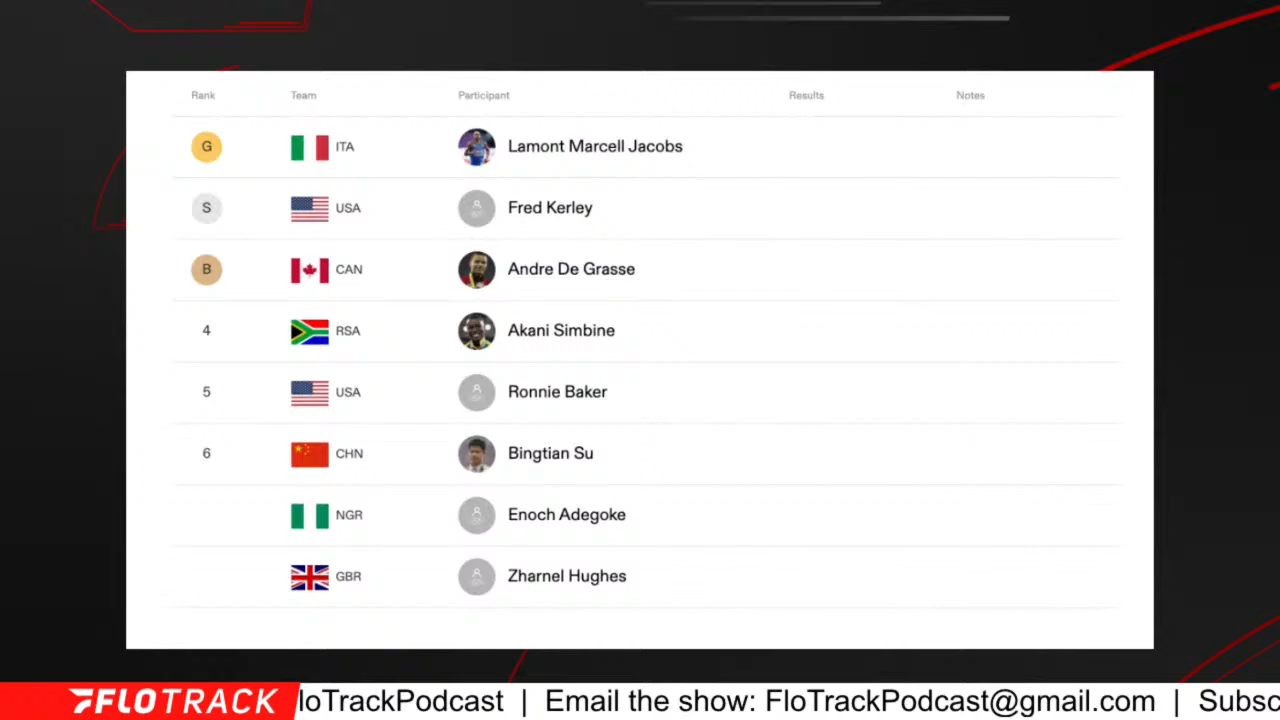 Rank Team Participant Results Notes
G ITA Lamont Marcell Jacobs
S USA Fred Kerley
B CAN Andre De Grasse
4 RSA Akani Simbine
5 USA Ronnie Baker
6 CHN Bingtian Su
NGR Enoch Adegoke
GBR Zharnel Hughes
FLOTRACK loTrackPodcast | Email the show: FloTrackPodcast@gmail.com | Subsc